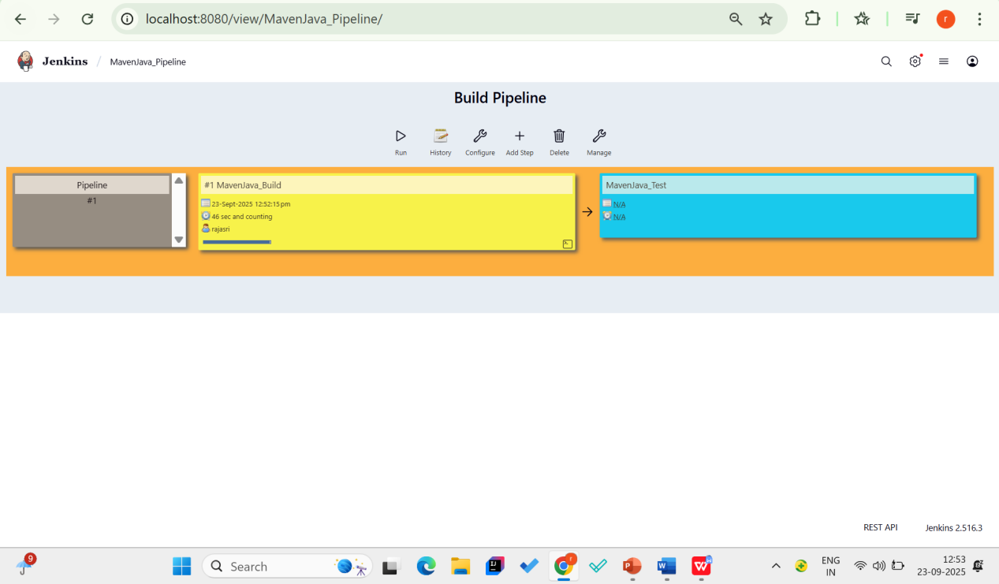 localhost:8080/view/MavenJava_Pipeline/
r
Jenkins / MavenJava_Pipeline
Build Pipeline
Run History Configure Add Step Delete Manage
Pipeline
#1
#1 MavenJava_Build
23-Sept-2025 12:52:15 pm
46 sec and counting
rajasri
MavenJava_Test
N/A
N/A
REST API Jenkins 2.516.3
9
Search
r
P
W
W
ENG
IN
12:53
23-09-2025